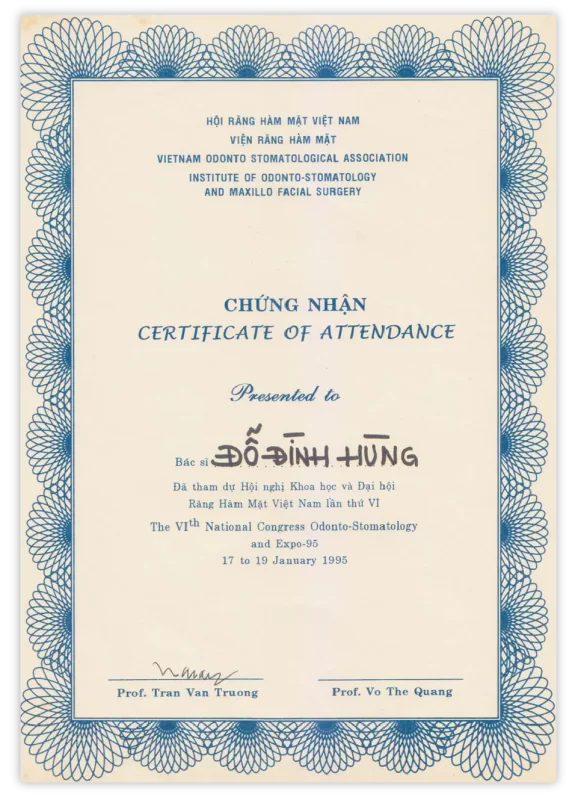 HỘI RĂNG HÀM MẶT VIỆT NAM
VIỆN RĂNG HÀM MẶT
VIETNAM ODONTO STOMATOLOGICAL ASSOCIATION
INSTITUTE OF ODONTO-STOMATOLOGY
AND MAXILLO FACIAL SURGERY
CHỨNG NHẬN
CERTIFICATE OF ATTENDANCE
Presented to
Bác sĩ ĐỖ ĐÌNH HÙNG
Đã tham dự Hội nghị Khoa học và Đại hội
Răng Hàm Mặt Việt Nam lần thứ VI
The VIth National Congress Odonto-Stomatology
and Expo-95
17 to 19 January 1995
Prof. Tran Van Truong
Prof. Vo The Quang